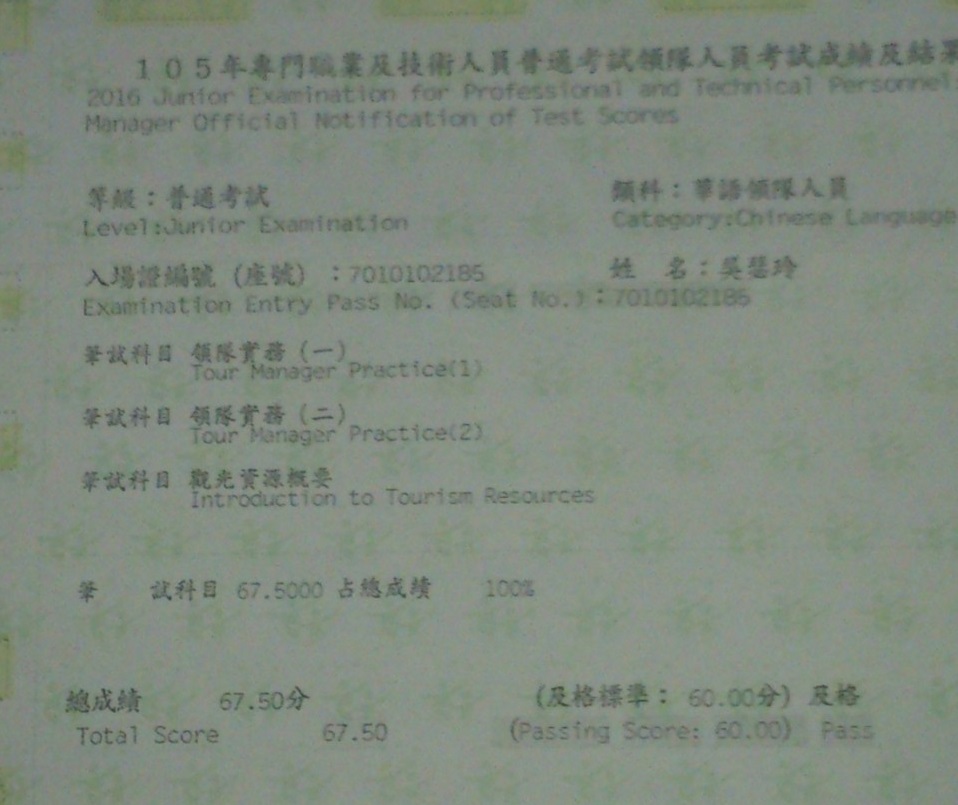 105年專門職業及技術人員普通考試領隊人員考試成績及結果
2016 Junior Examination for Professional and Technical Personnel
Manager Official Notification of Test Scores
等級：普通考試 類科：華語領隊人員
Level:Junior Examination Category:Chinese Language
入場證編號（座號）：7010102185 姓 名：吳瑟玲
Examination Entry Pass No. (Seat No.)：7010102185
筆試科目 領隊實務（一）
Tour Manager Practice(1)
筆試科目 領隊實務（二）
Tour Manager Practice(2)
筆試科目 觀光資源概要
Introduction to Tourism Resources
筆 試科目 67.5000 占總成績 100%
總成績 67.50分 （及格標準： 60.00分）及格
Total Score 67.50 (Passing Score: 60.00) Pass